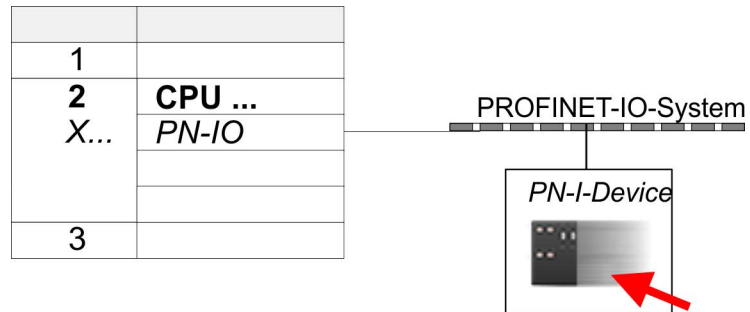 1
2 CPU ...
X... PN-IO
3
PROFINET-IO-System
PN-I-Device